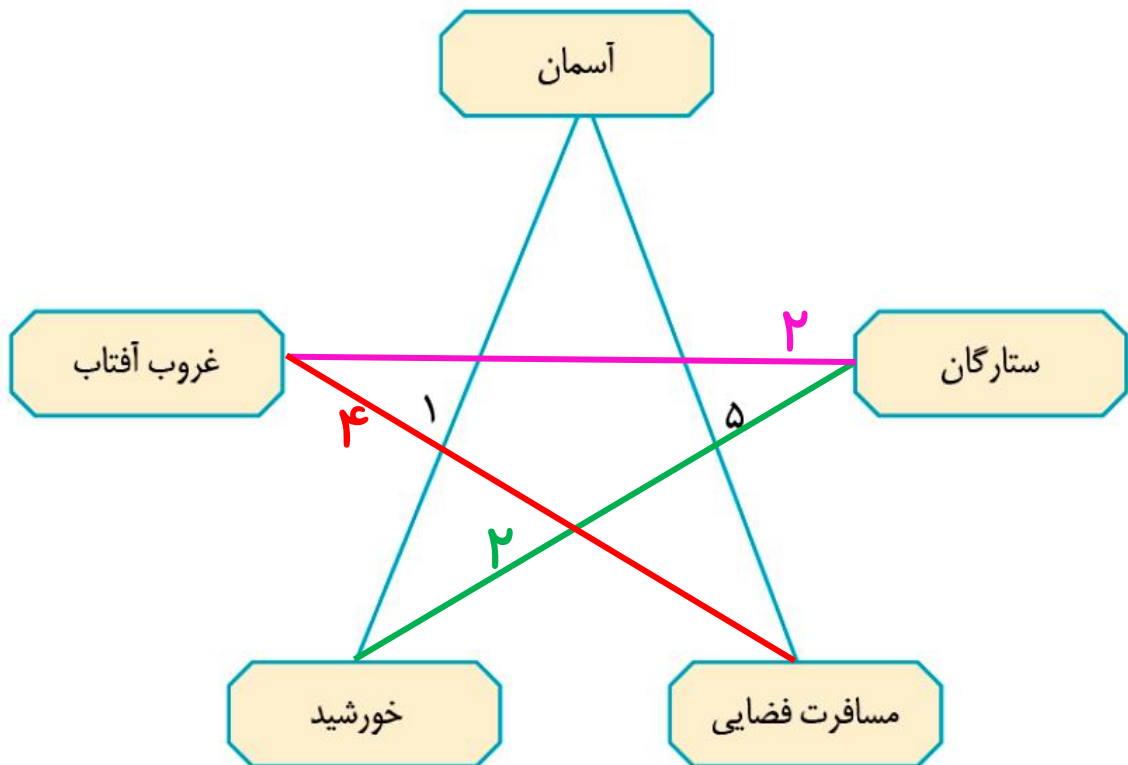 آسمان
۲
ستارگان
غروب آفتاب
۵
۱
۴
۲
مسافرت فضایی
خورشید